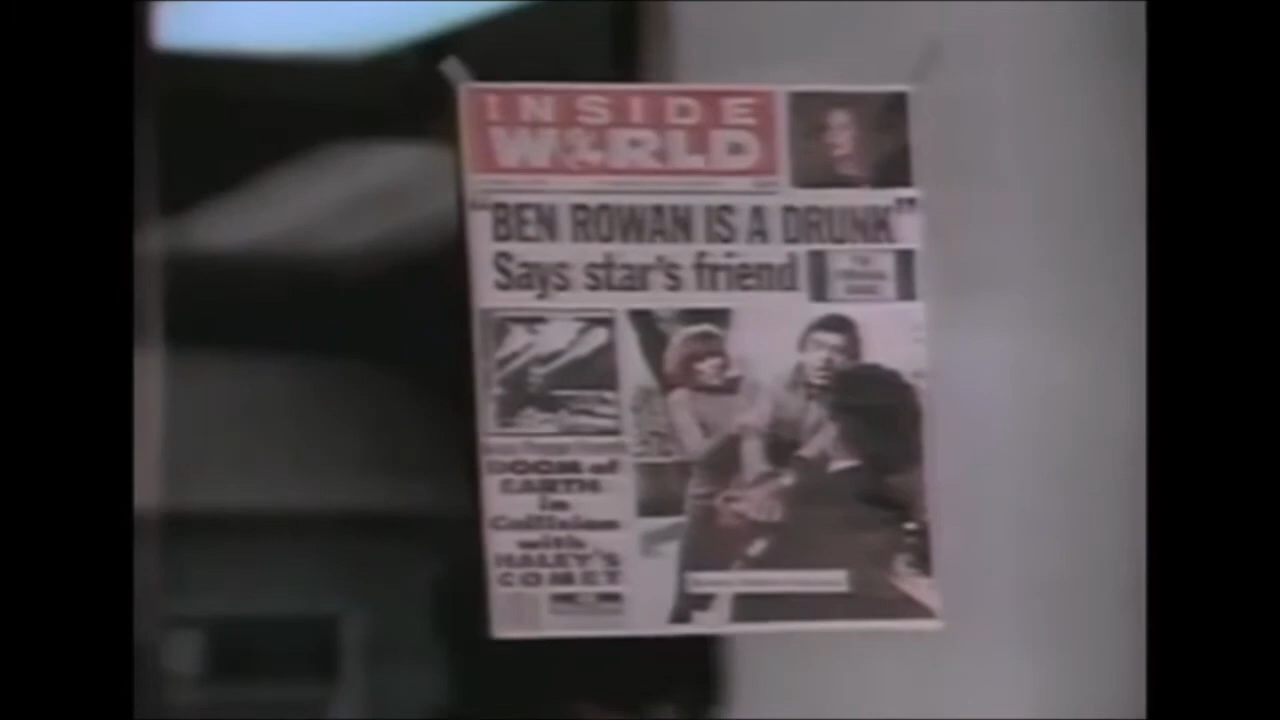 INSIDE
WORLD
"BEN ROWAN IS A DRUNK"
Says star's friend
DOOM of
EARTH
in
Collision
with
HALEY'S
COMET